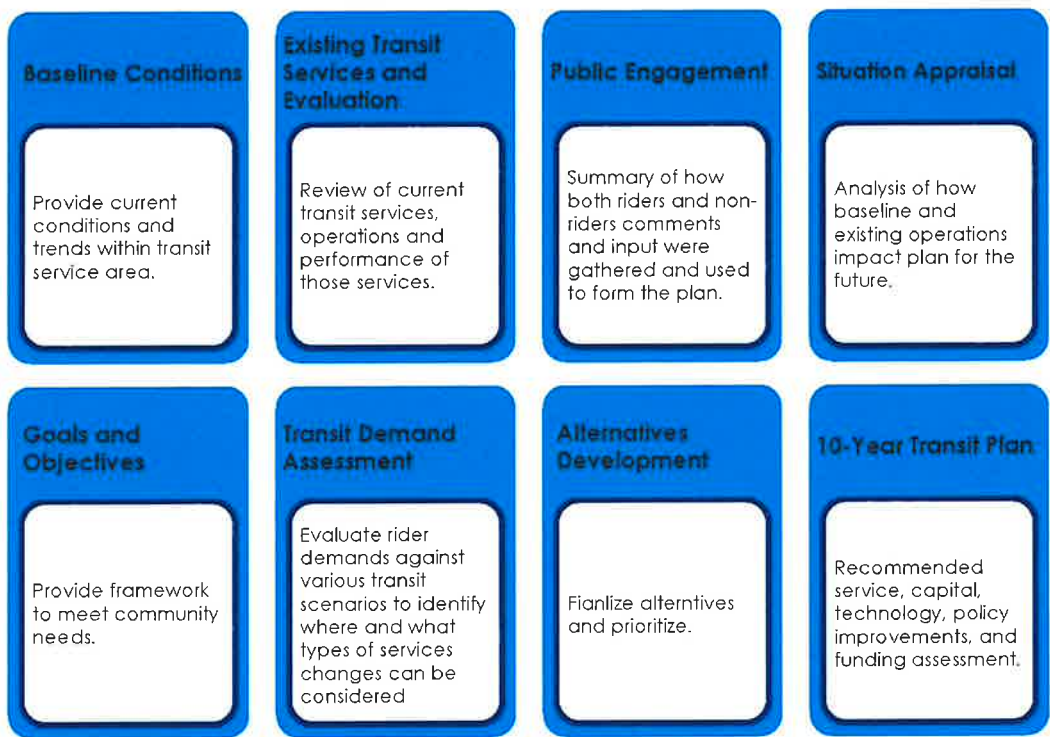 Baseline Conditions
Provide current
conditions and
trends within transit
service area.
Existing Transit
Services and
Evaluation
Review of current
transit services,
operations and
performance of
those services.
Public Engagement
Summary of how
both riders and non-
riders comments
and input were
gathered and used
to form the plan.
Situation Appraisal
Analysis of how
baseline and
existing operations
impact plan for the
future.
Goals and
Objectives
Provide framework
to meet community
needs.
Transit Demand
Assessment
Evaluate rider
demands against
various transit
scenarios to identify
where and what
types of services
changes can be
considered
Alternatives
Development
Fianlize alterntives
and prioritize.
10-Year Transit Plan
Recommended
service, capital,
technology, policy
improvements, and
funding assessment.